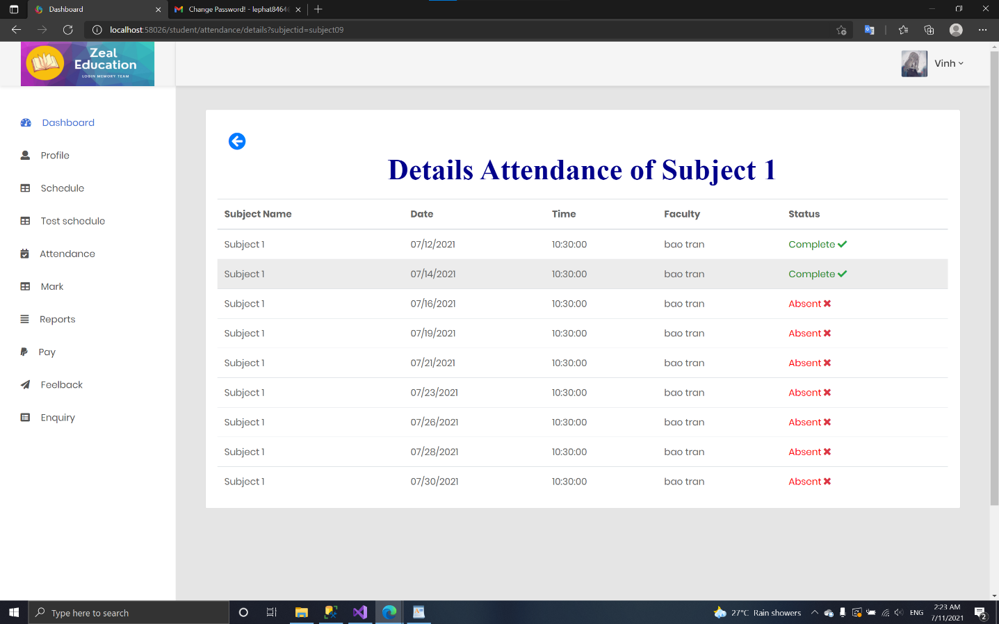 Dashboard
Change Password! - lephat8464
localhost:58026/student/attendance/details?subjectid=subject09
Zeal
Education
LOGIN MEMORY TEAM
Vinh
Dashboard
Profile
Schedule
Test schedule
Attendance
Mark
Reports
Pay
Feelback
Enquiry
Details Attendance of Subject 1
Subject Name Date Time Faculty Status
Subject 1 07/12/2021 10:30:00 bao tran Complete
Subject 1 07/14/2021 10:30:00 bao tran Complete
Subject 1 07/16/2021 10:30:00 bao tran Absent
Subject 1 07/19/2021 10:30:00 bao tran Absent
Subject 1 07/21/2021 10:30:00 bao tran Absent
Subject 1 07/23/2021 10:30:00 bao tran Absent
Subject 1 07/26/2021 10:30:00 bao tran Absent
Subject 1 07/28/2021 10:30:00 bao tran Absent
Subject 1 07/30/2021 10:30:00 bao tran Absent
Type here to search
27°C Rain showers
ENG
2:23 AM
7/11/2021
2